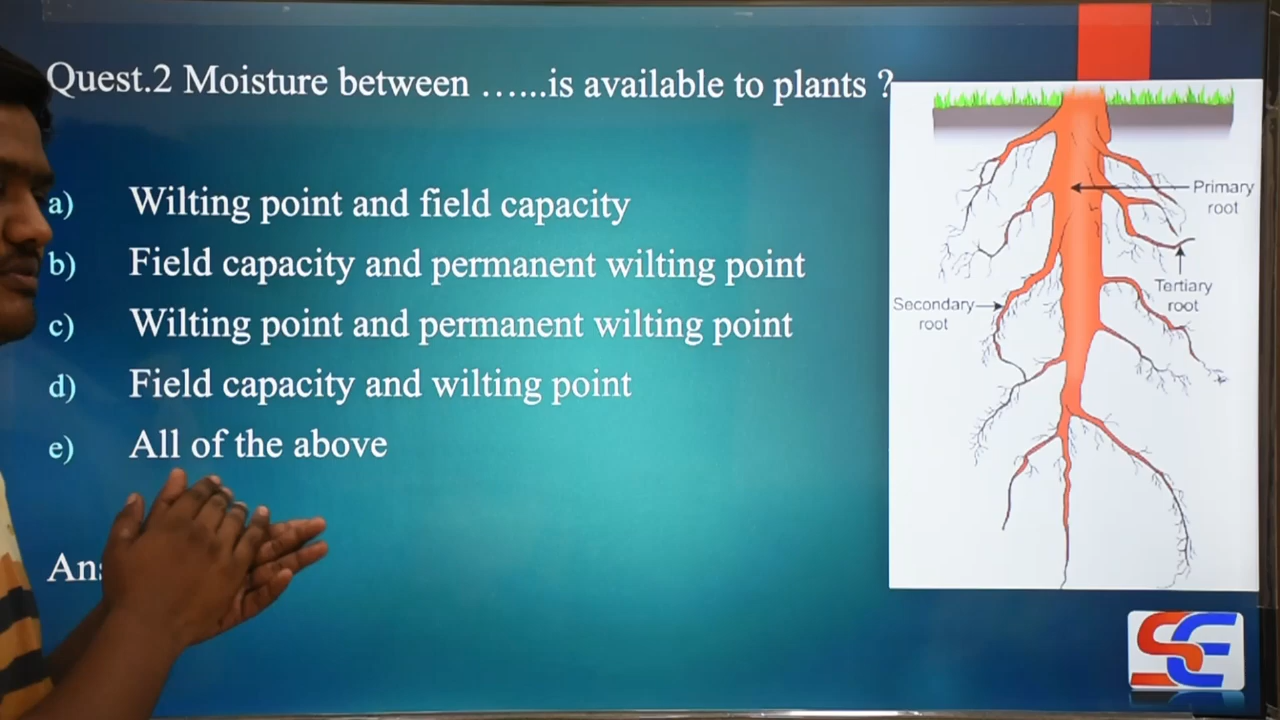 Quest.2 Moisture between …...is available to plants ?
a) Wilting point and field capacity
b) Field capacity and permanent wilting point
c) Wilting point and permanent wilting point
d) Field capacity and wilting point
e) All of the above
Primary
root
Tertiary
root
Secondary
root
SE